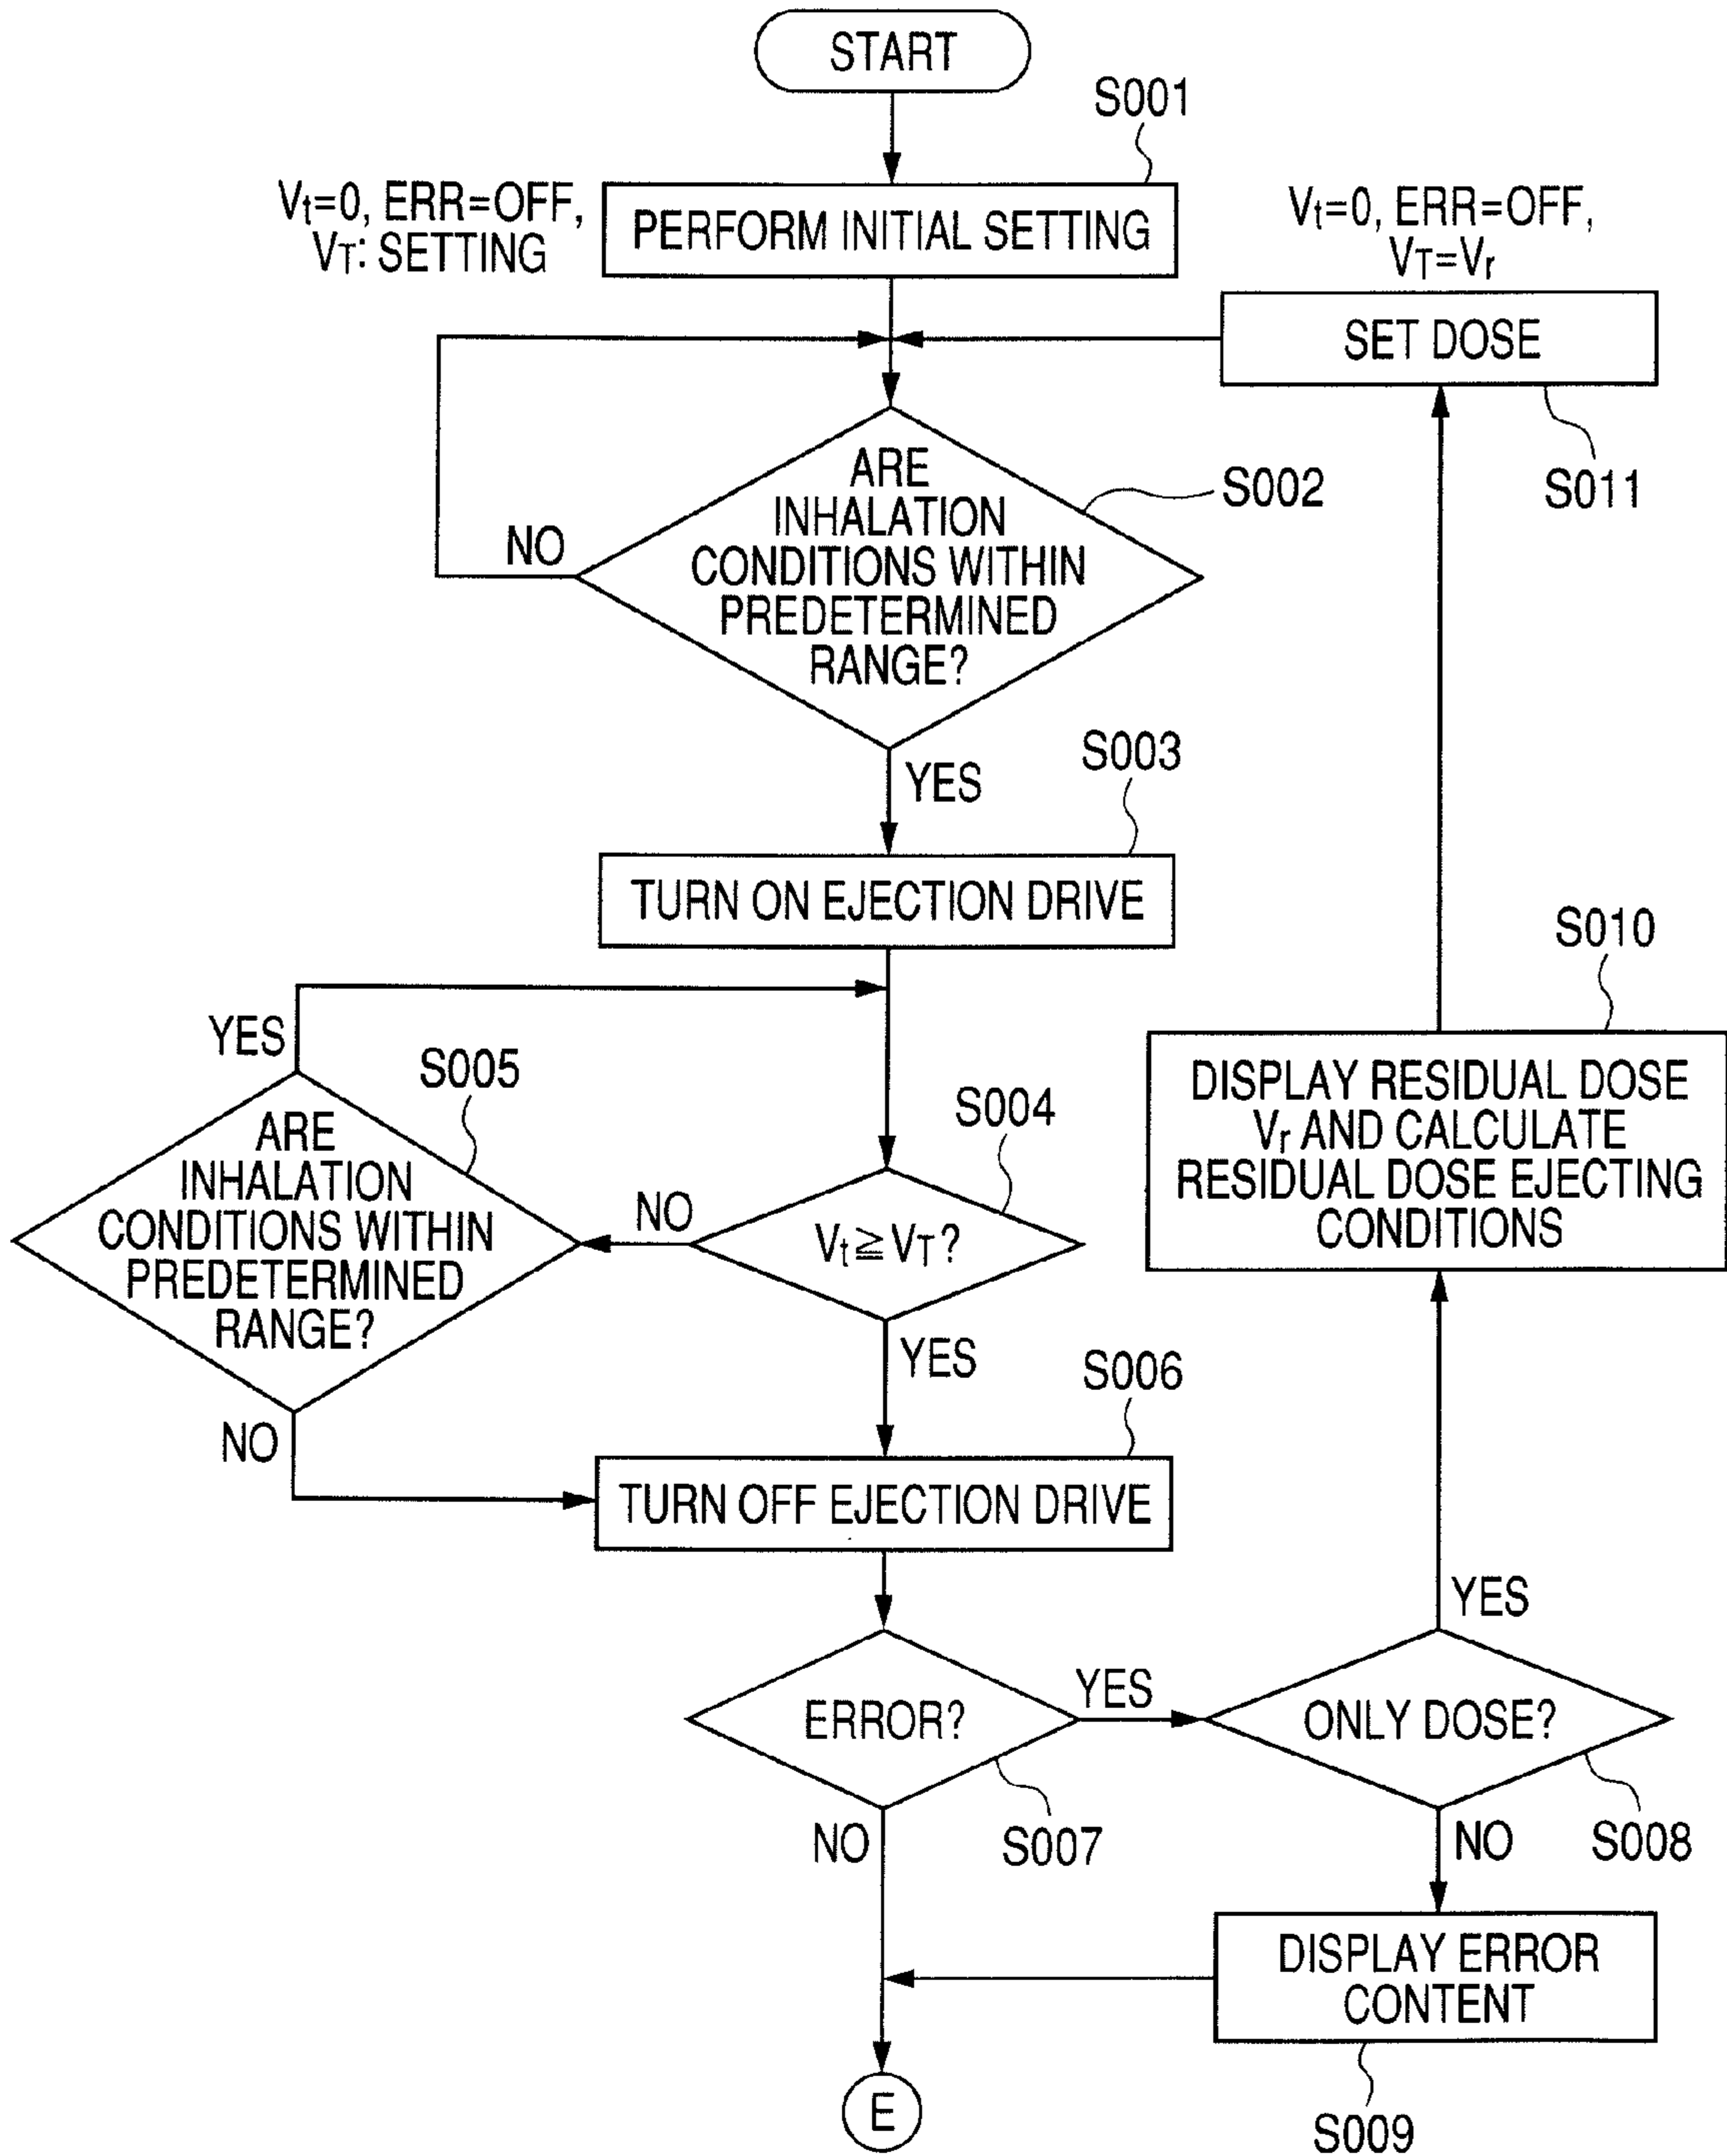 START
S001
Vt=0, ERR=OFF,
VT: SETTING
PERFORM INITIAL SETTING
Vt=0, ERR=OFF,
VT=Vr
SET DOSE
S011
ARE
INHALATION
CONDITIONS WITHIN
PREDETERMINED
RANGE?
S002
NO
YES
S003
TURN ON EJECTION DRIVE
YES
S005
ARE
INHALATION
CONDITIONS WITHIN
PREDETERMINED
RANGE?
NO
S004
Vt≧VT?
NO
YES
S010
DISPLAY RESIDUAL DOSE
Vr AND CALCULATE
RESIDUAL DOSE EJECTING
CONDITIONS
S006
TURN OFF EJECTION DRIVE
ERROR?
YES
S007
NO
YES
ONLY DOSE?
S008
NO
DISPLAY ERROR
CONTENT
S009
E